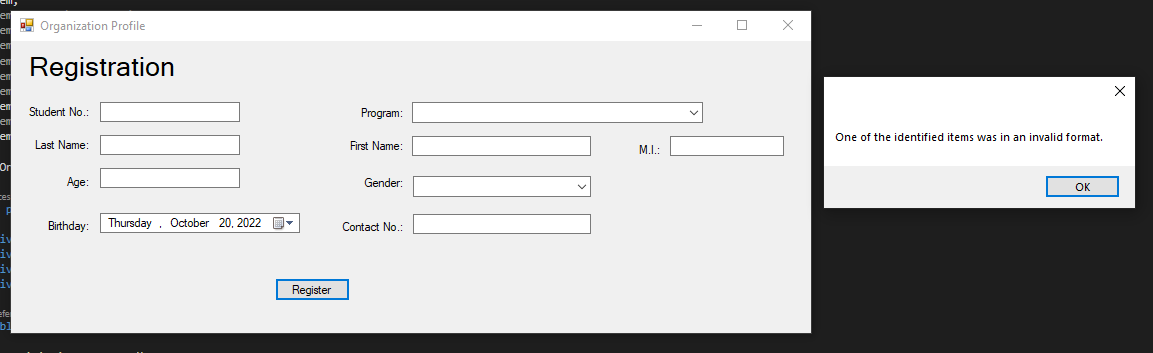 Organization Profile
Registration
Student No.:
Program:
Last Name:
First Name:
M.I.:
Age:
Gender:
Birthday:
Thursday , October 20, 2022
Contact No.:
Register
One of the identified items was in an invalid format.
OK